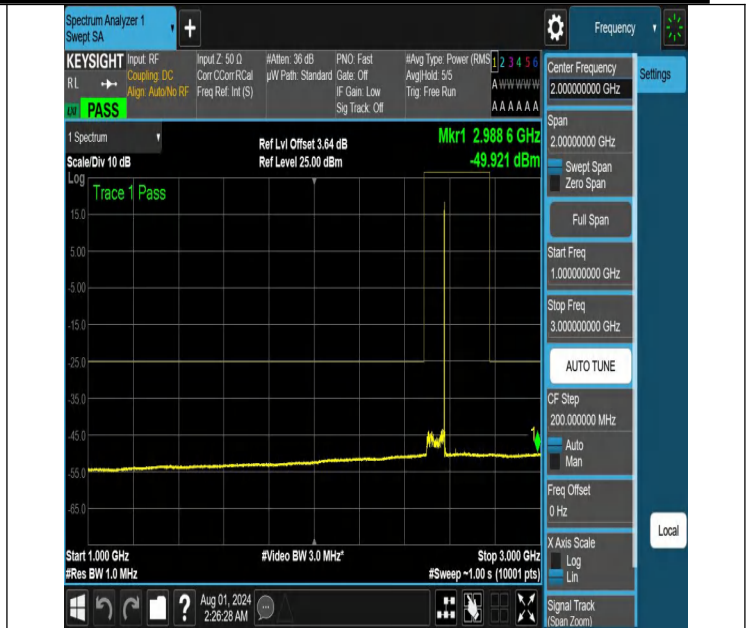 Spectrum Analyzer 1
Swept SA
+
Frequency
KEYSIGHT
RL
PASS
Input: RF
Coupling: DC
Align: Auto/No RF
Input Z: 50 Ω
Corr CCorr RCal
Freq Ref: Int (S)
#Atten: 36 dB
µW Path: Standard
PNO: Fast
Gate: Off
IF Gain: Low
Sig Track: Off
#Avg Type: Power (RMS
Avg|Hold: 5/5
Trig: Free Run
1 2 3 4 5 6
A W W W W W
A A A A A A
Center Frequency
2.000000000 GHz
Settings
Span
2.00000000 GHz
Swept Span
Zero Span
Full Span
Start Freq
1.000000000 GHz
Stop Freq
3.000000000 GHz
AUTO TUNE
CF Step
200.000000 MHz
Auto
Man
Freq Offset
0 Hz
X Axis Scale
Log
Lin
Signal Track
(Span Zoom)
Local
1 Spectrum
Scale/Div 10 dB
Ref Lvl Offset 3.64 dB
Ref Level 25.00 dBm
Mkr1 2.988 6 GHz
-49.921 dBm
Log
Trace 1 Pass
15.0
5.00
-5.00
-15.0
-25.0
-35.0
-45.0
-55.0
-65.0
1
Start 1.000 GHz
#Res BW 1.0 MHz
#Video BW 3.0 MHz*
Stop 3.000 GHz
#Sweep ~1.00 s (10001 pts)
?
Aug 01, 2024
2:26:28 AM